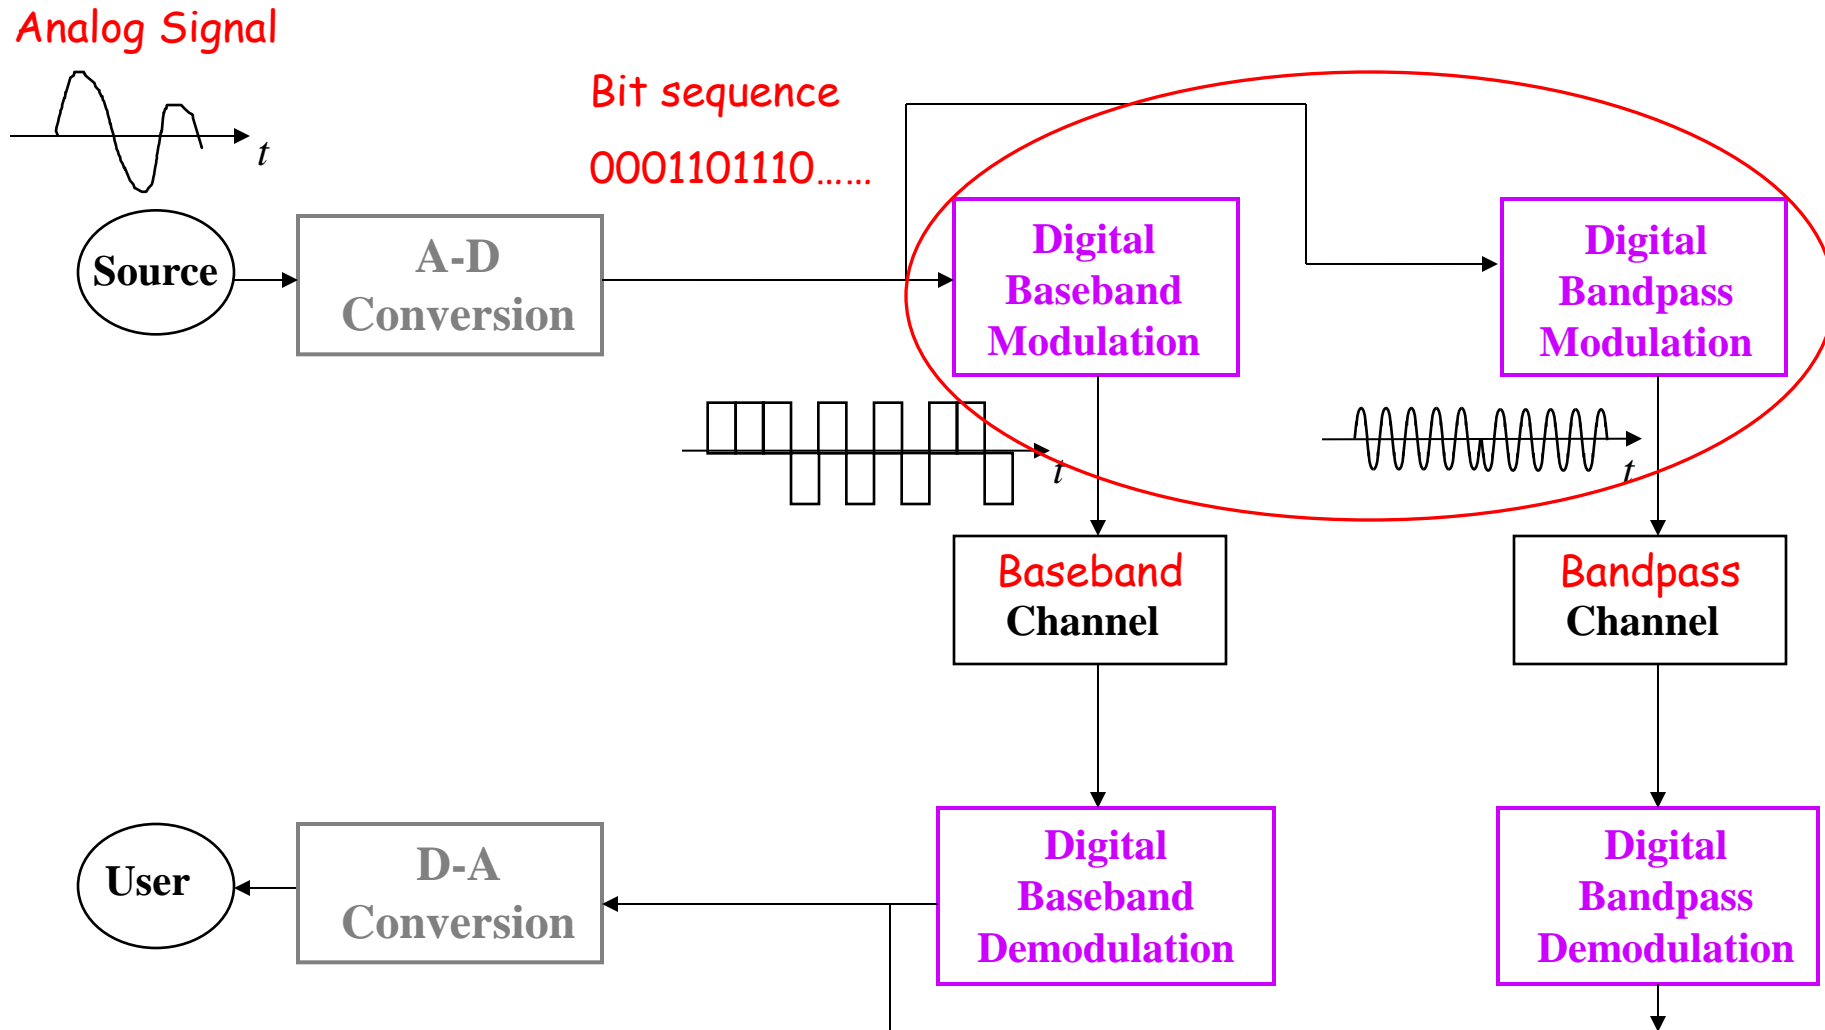 Analog Signal
t
Bit sequence
0001101110......
Source
A-D
Conversion
Digital
Baseband
Modulation
Digital
Bandpass
Modulation
t
t
Baseband
Channel
Bandpass
Channel
User
D-A
Conversion
Digital
Baseband
Demodulation
Digital
Bandpass
Demodulation